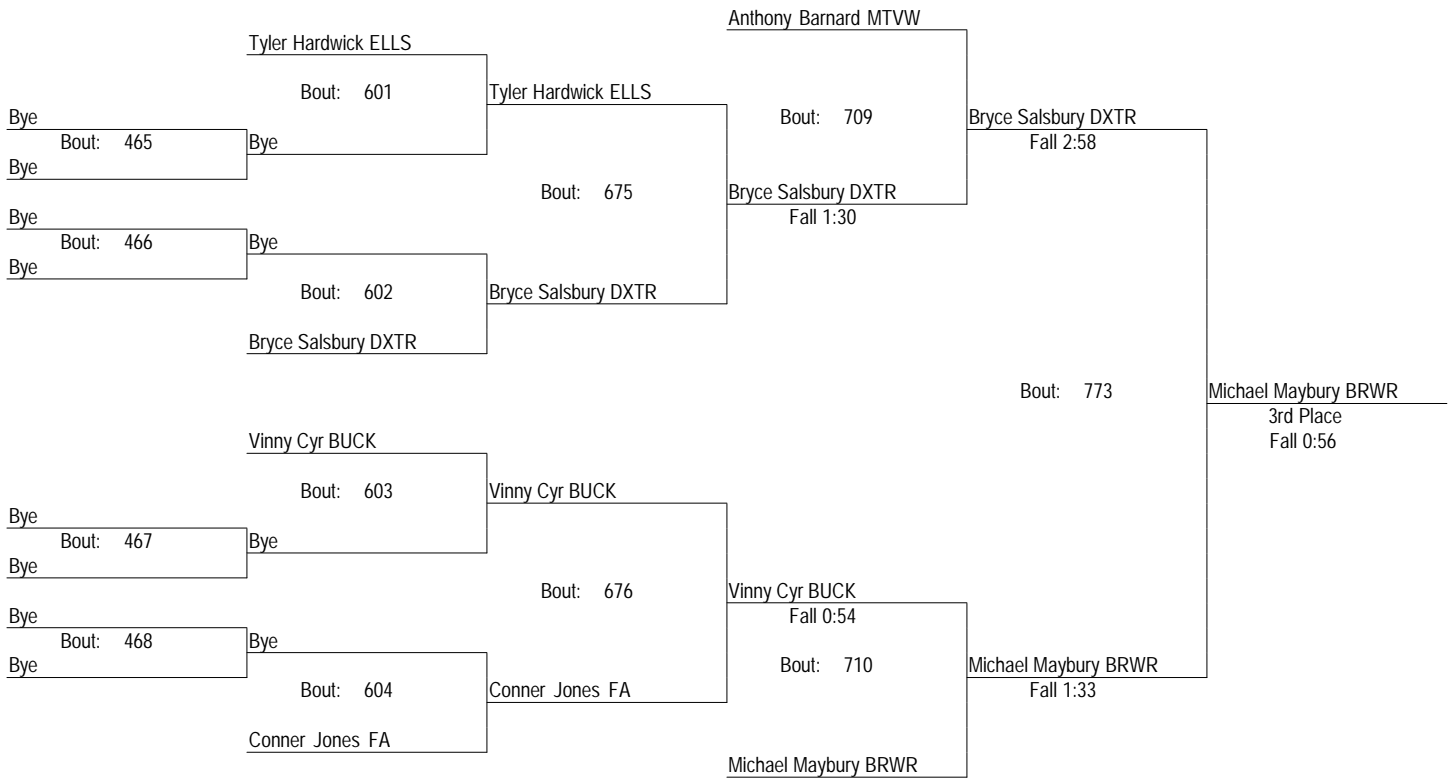 Anthony Barnard MTVW
Tyler Hardwick ELLS
Bout: 601
Tyler Hardwick ELLS
Bye
Bout: 709
Bryce Salsbury DXTR
Bout: 465
Bye
Fall 2:58
Bye
Bout: 675
Bryce Salsbury DXTR
Bye
Fall 1:30
Bout: 466
Bye
Bye
Bout: 602
Bryce Salsbury DXTR
Bryce Salsbury DXTR
Bout: 773
Michael Maybury BRWR
3rd Place
Fall 0:56
Vinny Cyr BUCK
Bout: 603
Vinny Cyr BUCK
Bye
Bout: 467
Bye
Bye
Bout: 676
Vinny Cyr BUCK
Bye
Fall 0:54
Bout: 468
Bye
Bye
Bout: 710
Michael Maybury BRWR
Bout: 604
Conner Jones FA
Fall 1:33
Conner Jones FA
Michael Maybury BRWR